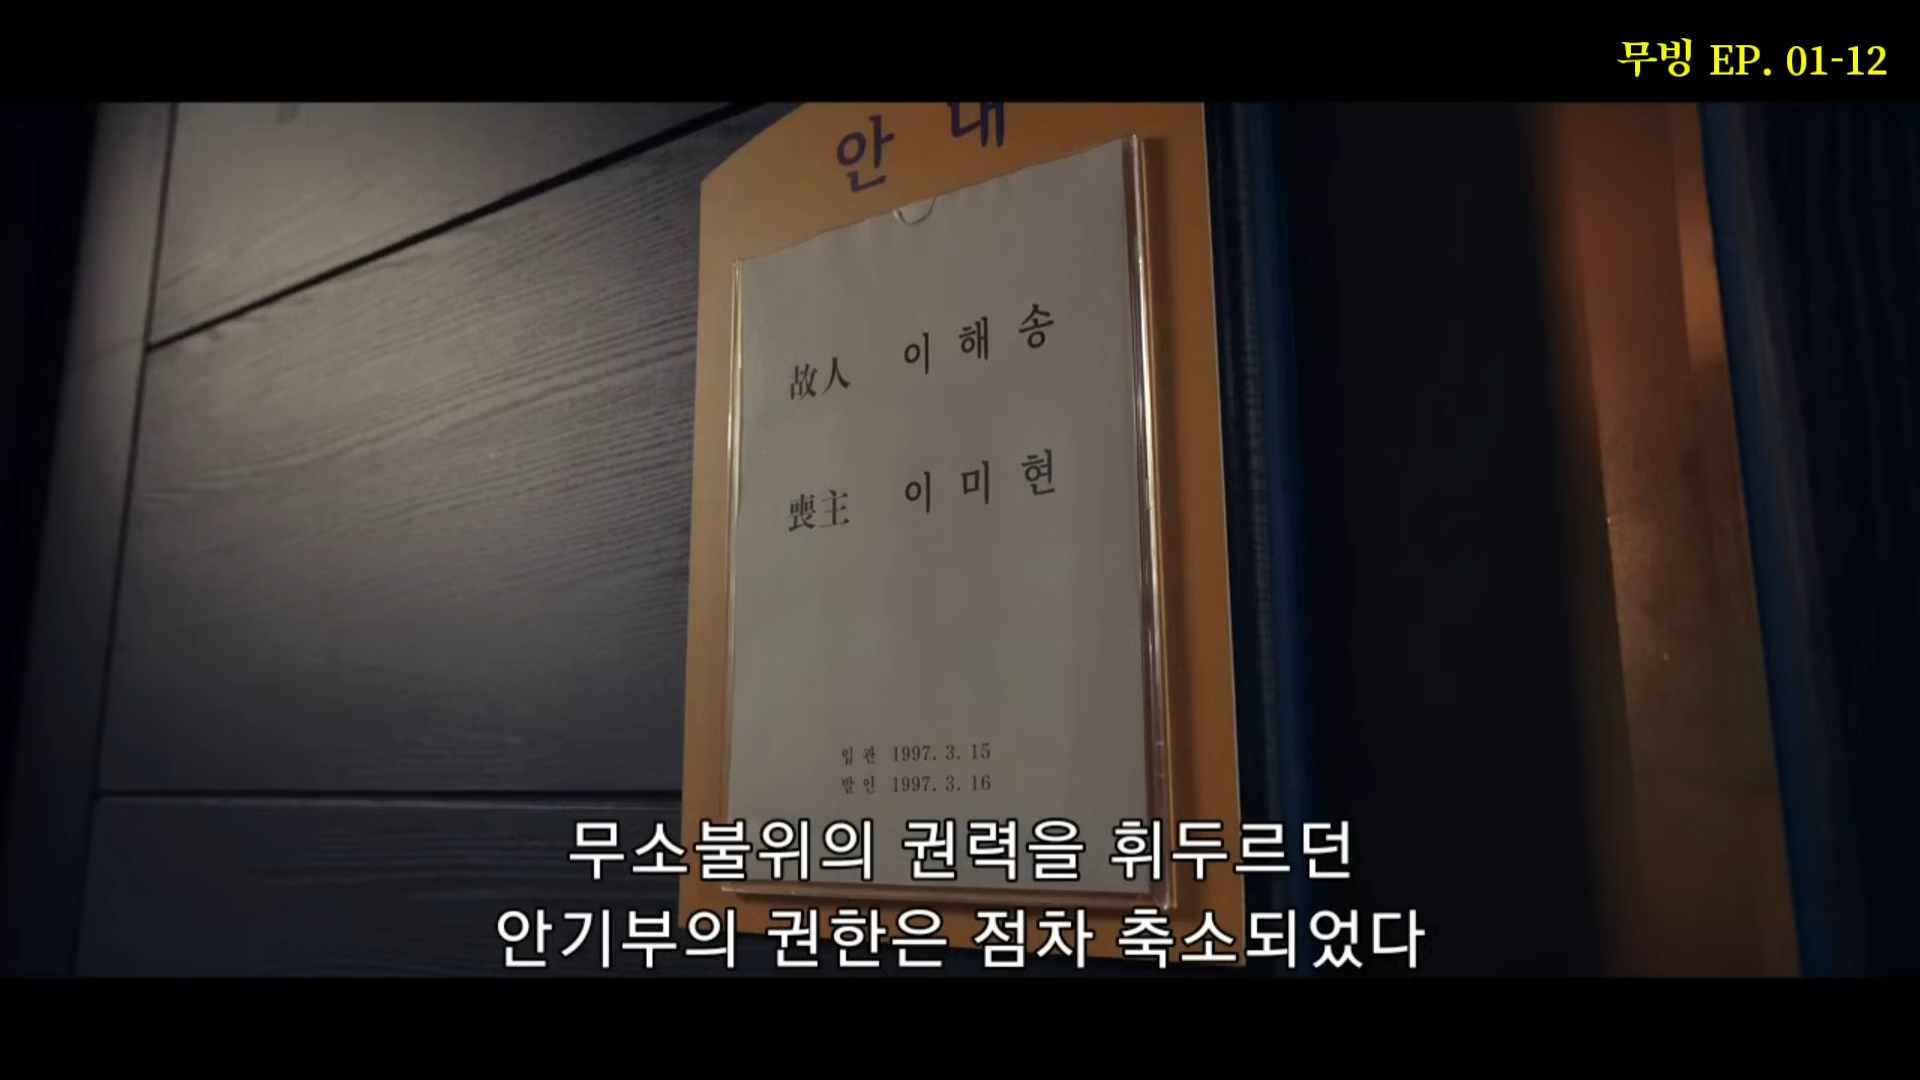 무빙 EP. 01-12
안 내
故人 이 해 송
喪主 이 미 현
입 관 1997. 3. 15
발 인 1997. 3. 16
무소불위의 권력을 휘두르던
안기부의 권한은 점차 축소되었다